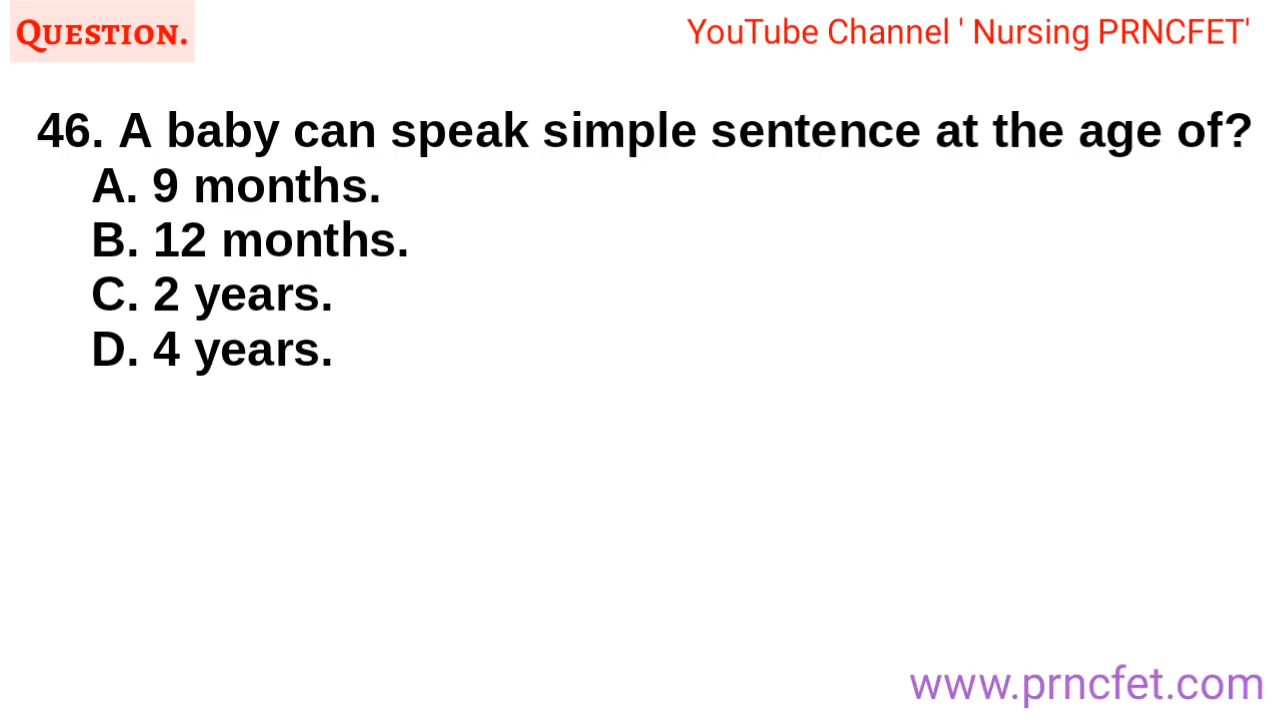 QUESTION.
YouTube Channel ' Nursing PRNCFET'
46. A baby can speak simple sentence at the age of?
A. 9 months.
B. 12 months.
C. 2 years.
D. 4 years.
www.prncfet.com